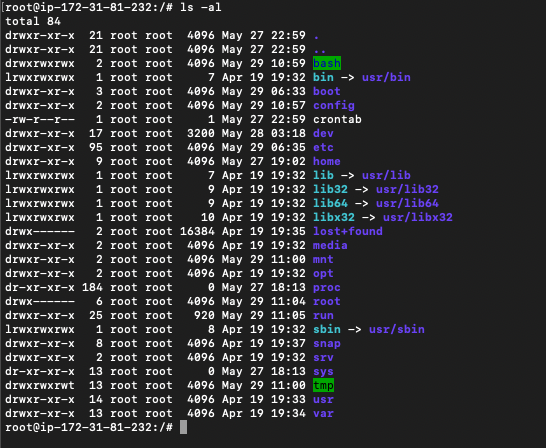 root@ip-172-31-81-232:/# ls -al
total 84
drwxr-xr-x  21 root root  4096 May 27 22:59 .
drwxr-xr-x  21 root root  4096 May 27 22:59 ..
drwxrwxrwx   2 root root  4096 May 29 10:59 bash
lrwxrwxrwx   1 root root     7 Apr 19 19:32 bin -> usr/bin
drwxr-xr-x   3 root root  4096 May 29 06:33 boot
drwxr-xr-x   2 root root  4096 May 29 10:57 config
-rw-r--r--   1 root root     1 May 27 22:59 crontab
drwxr-xr-x  17 root root  3200 May 28 03:18 dev
drwxr-xr-x  95 root root  4096 May 29 06:35 etc
drwxr-xr-x   9 root root  4096 May 27 19:02 home
lrwxrwxrwx   1 root root     7 Apr 19 19:32 lib -> usr/lib
lrwxrwxrwx   1 root root     9 Apr 19 19:32 lib32 -> usr/lib32
lrwxrwxrwx   1 root root     9 Apr 19 19:32 lib64 -> usr/lib64
lrwxrwxrwx   1 root root    10 Apr 19 19:32 libx32 -> usr/libx32
drwx------   2 root root 16384 Apr 19 19:35 lost+found
drwxr-xr-x   2 root root  4096 Apr 19 19:32 media
drwxr-xr-x   2 root root  4096 May 29 11:00 mnt
drwxr-xr-x   2 root root  4096 Apr 19 19:32 opt
dr-xr-xr-x 184 root root     0 May 27 18:13 proc
drwx------   6 root root  4096 May 29 11:04 root
drwxr-xr-x  25 root root   920 May 29 11:05 run
lrwxrwxrwx   1 root root     8 Apr 19 19:32 sbin -> usr/sbin
drwxr-xr-x   8 root root  4096 Apr 19 19:37 snap
drwxr-xr-x   2 root root  4096 Apr 19 19:32 srv
dr-xr-xr-x  13 root root     0 May 27 18:13 sys
drwxrwxrwt  13 root root  4096 May 29 11:00 tmp
drwxr-xr-x  14 root root  4096 Apr 19 19:33 usr
drwxr-xr-x  13 root root  4096 Apr 19 19:34 var
root@ip-172-31-81-232:/#